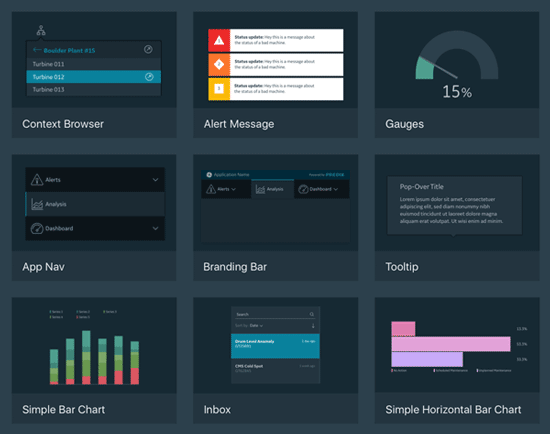 Boulder Plant #15
Turbine 011
Turbine 012
Turbine 013
Context Browser
Status update: Hey this is a message about
the status of a bad machine.
Status update: Hey this is a message about
the status of a bad machine.
Status update: Hey this is a message about
the status of a bad machine.
Alert Message
15%
Gauges
Alerts
Analysis
Dashboard
App Nav
Application Name
Alerts
Analysis
Dashboard
Branding Bar
Pop-Over Title
Lorem ipsum dolor sit amet, consectetuer
adipiscing elit, sed diam nonummy nibh
euismod tincidunt ut laoreet dolore magna
aliquam erat volutpat. Ut wisi enim ad
minim.
Tooltip
Simple Bar Chart
Search
Drum-Level Anomaly
CMS Cold Spot
Inbox
Simple Horizontal Bar Chart